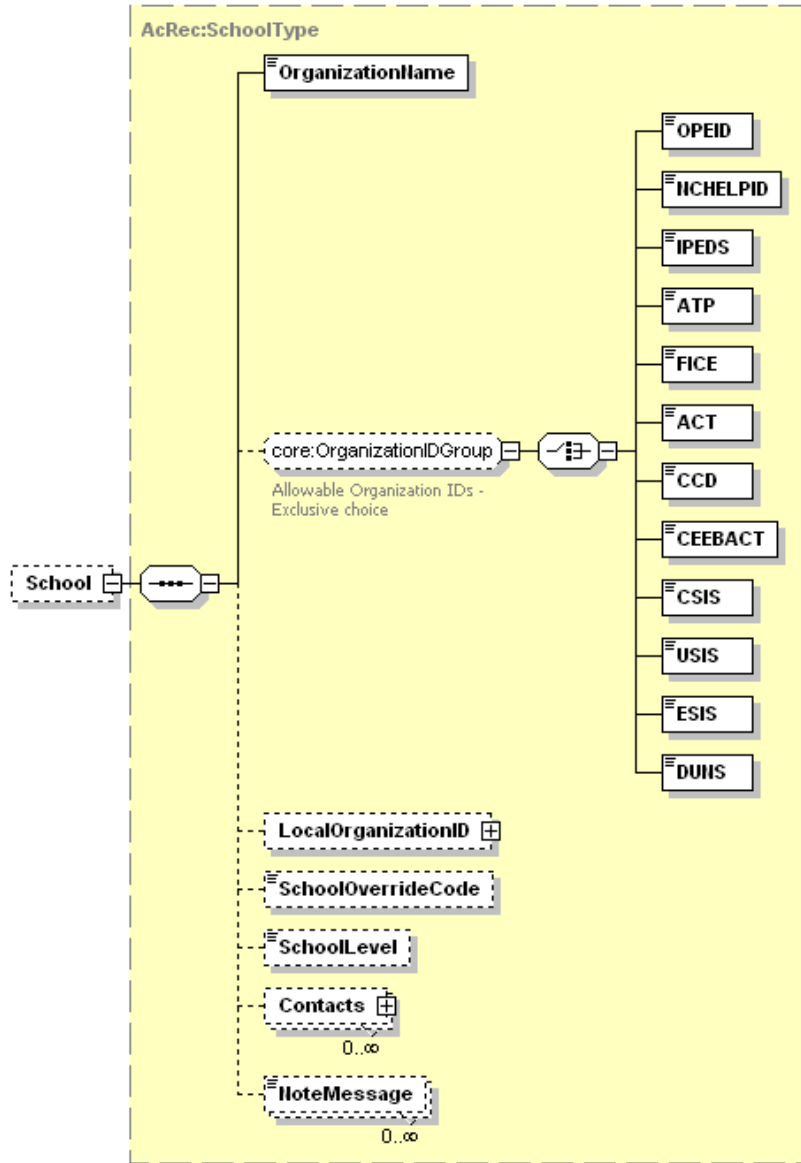 AcRec:SchoolType
OrganizationName
OPEID
NCHELPID
IPEDS
ATP
FICE
ACT
core:OrganizationIDGroup
CCD
Allowable Organization IDs -
Exclusive choice
CEEBACT
School
CSIS
USIS
ESIS
DUNS
LocalOrganizationID
SchoolOverrideCode
SchoolLevel
Contacts
0..∞
NoteMessage
0..∞